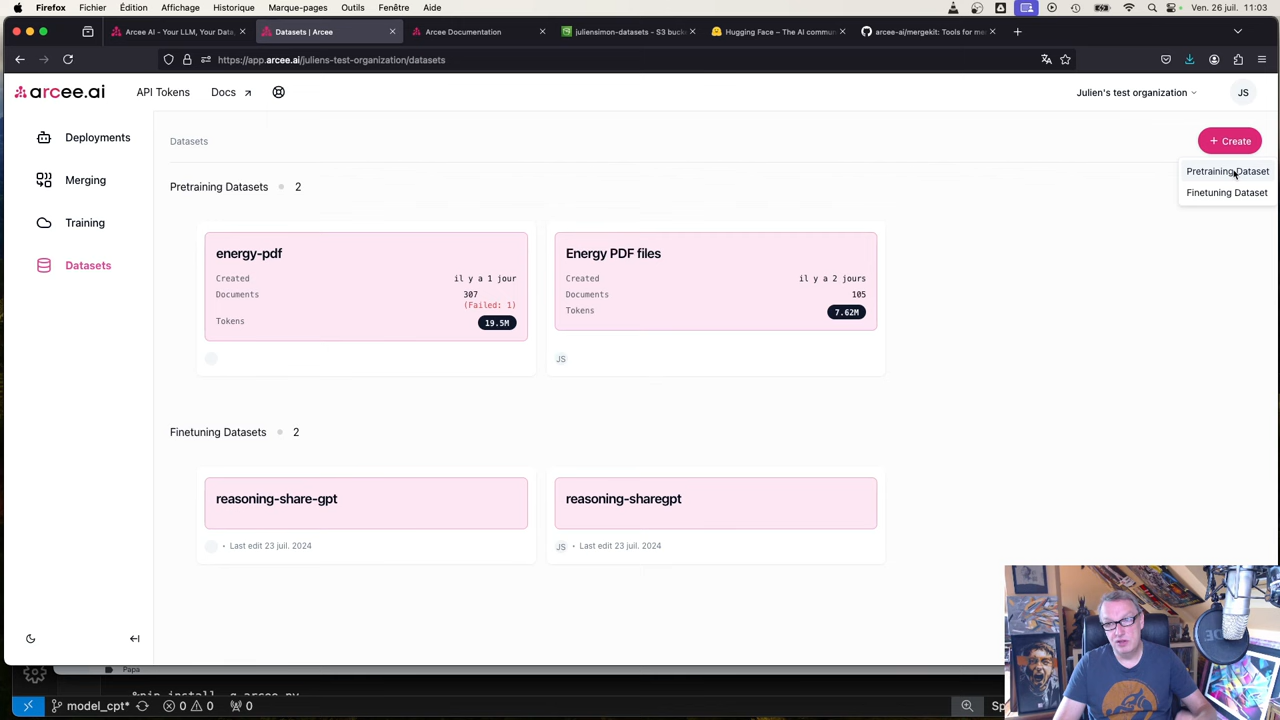 Firefox Fichier Édition Affichage Historique Marque-pages Outils Fenêtre Aide
Ven. 26 juil. à 11:03
Arcee AI - Your LLM, Your Data,
Datasets | Arcee
Arcee Documentation
juliensimon-datasets - S3 buck
Hugging Face – The AI commun
arcee-ai/mergekit: Tools for me
https://app.arcee.ai/juliens-test-organization/datasets
arcee.ai
API Tokens
Docs
Julien's test organization
JS
Deployments
Merging
Training
Datasets
Datasets
+ Create
Pretraining Dataset
Finetuning Dataset
Pretraining Datasets 2
energy-pdf
Created il y a 1 jour
Documents 307
(Failed: 1)
Tokens 19.5M
Energy PDF files
Created il y a 2 jours
Documents 105
Tokens 7.62M
JS
Finetuning Datasets 2
reasoning-share-gpt
• Last edit 23 juil. 2024
reasoning-sharegpt
JS • Last edit 23 juil. 2024
Papa
model_cpt* 0 0 0